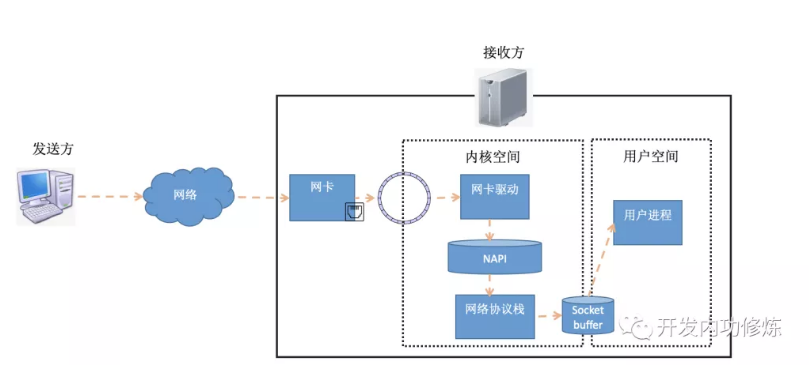 接收方
发送方
内核空间
用户空间
网络
网卡
网卡驱动
用户进程
NAPI
网络协议栈
Socket
buffer
开发内功修炼